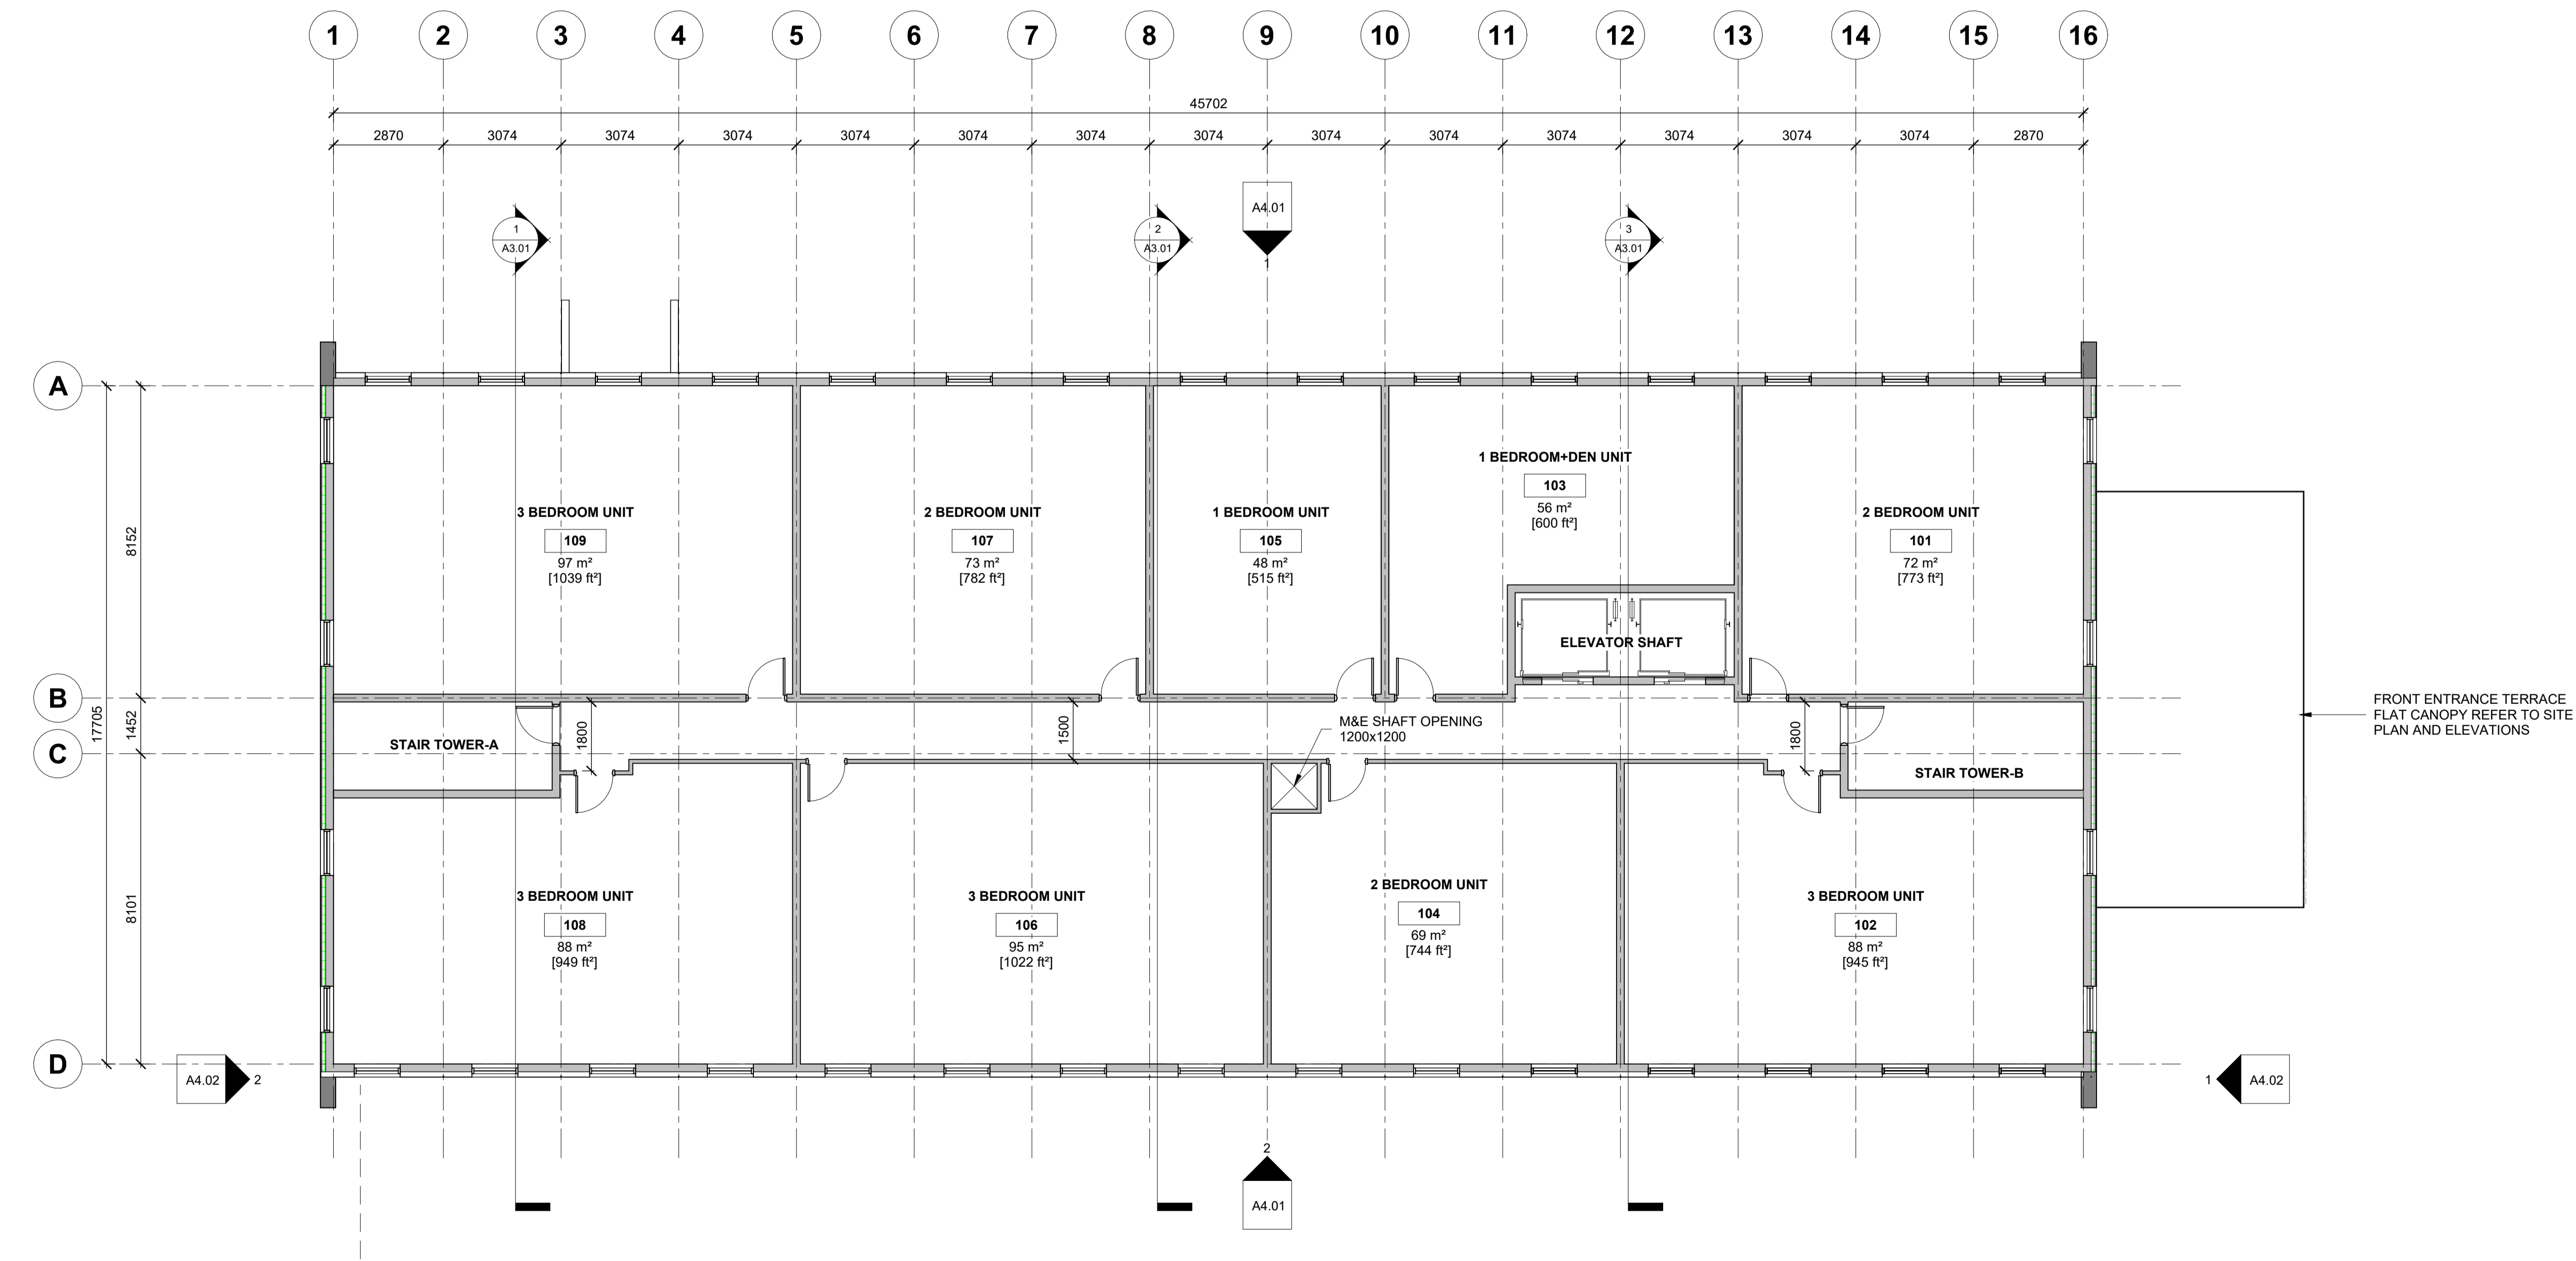 1 2 3 4 5 6 7 8 9 10 11 12 13 14 15 16
45702
2870 3074 3074 3074 3074 3074 3074 3074 3074 3074 3074 3074 3074 3074 2870
A4.01
1
1
A3.01
2
A3.01
3
A3.01
A
B
C
D
17705
8152
1452
8101
3 BEDROOM UNIT
109
97 m²
[1039 ft²]
2 BEDROOM UNIT
107
73 m²
[782 ft²]
1 BEDROOM UNIT
105
48 m²
[515 ft²]
1 BEDROOM+DEN UNIT
103
56 m²
[600 ft²]
2 BEDROOM UNIT
101
72 m²
[773 ft²]
ELEVATOR SHAFT
STAIR TOWER-A
1800
1500
M&E SHAFT OPENING
1200x1200
1800
STAIR TOWER-B
FRONT ENTRANCE TERRACE
FLAT CANOPY REFER TO SITE
PLAN AND ELEVATIONS
3 BEDROOM UNIT
108
88 m²
[949 ft²]
3 BEDROOM UNIT
106
95 m²
[1022 ft²]
2 BEDROOM UNIT
104
69 m²
[744 ft²]
3 BEDROOM UNIT
102
88 m²
[945 ft²]
A4.02
2
1
A4.02
2
A4.01